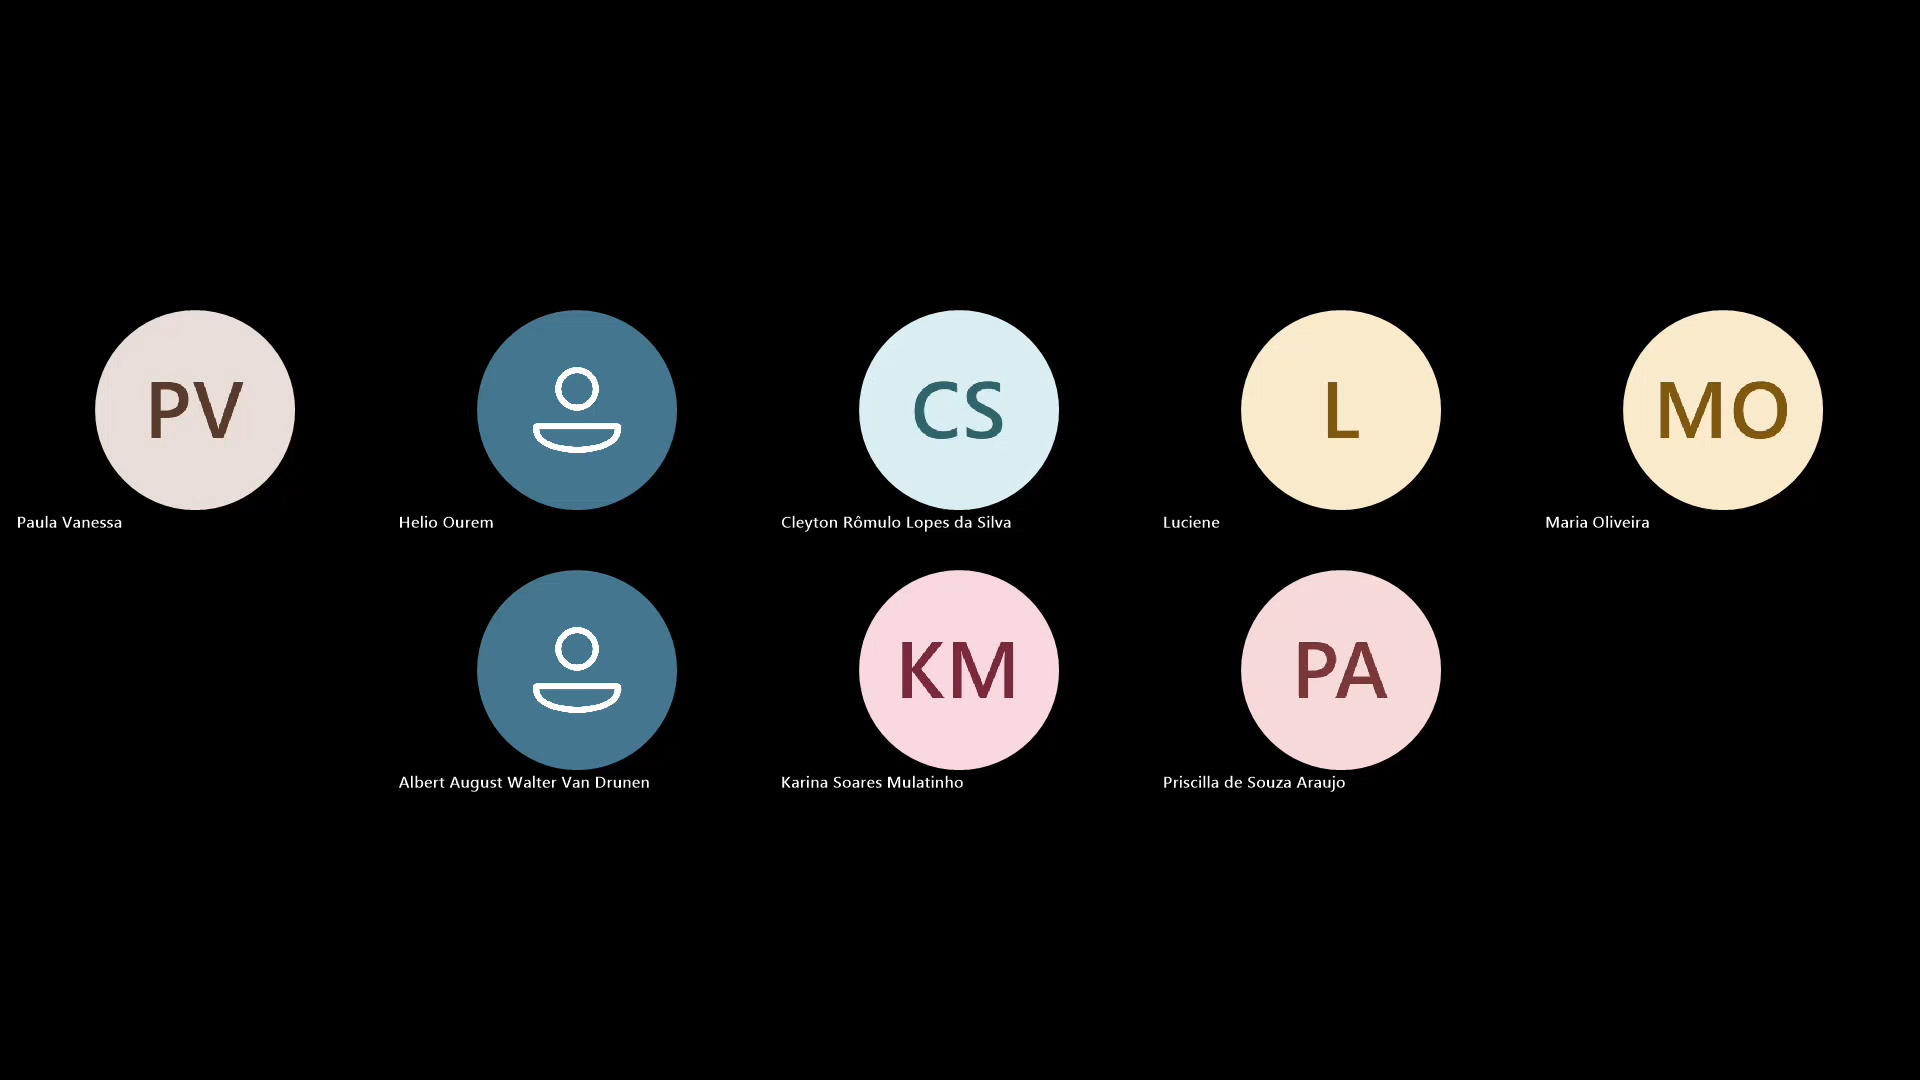 PV
CS
L
MO
Paula Vanessa
Helio Ourem
Cleyton Rômulo Lopes da Silva
Luciene
Maria Oliveira
KM
PA
Albert August Walter Van Drunen
Karina Soares Mulatinho
Priscilla de Souza Araujo